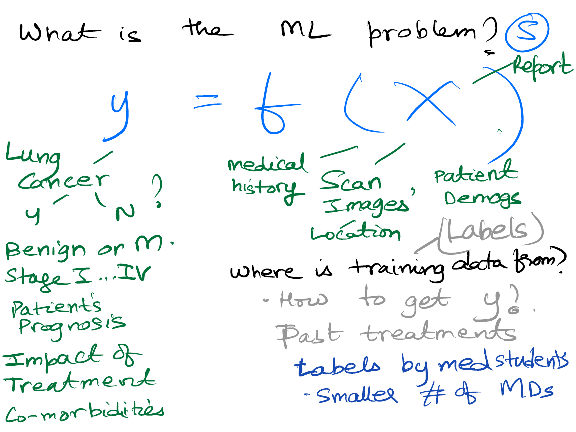 What is the ML problem? S
Report
y = f (X)
Lung
Cancer ?
Y N
Benign or M.
Stage I...IV
Patient's
Prognosis
Impact of
Treatment
Co-morbidities
medical
history
Scan
Images,
Location
Patient
Demogs
(Labels)
Where is training data from?
- How to get y?
Past treatments
Labels by med students
- Smaller # of MDs